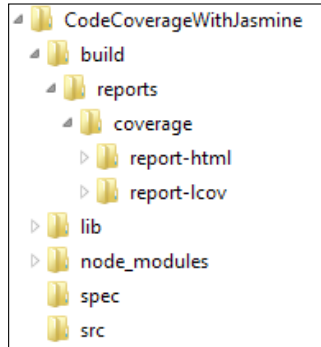 CodeCoverageWithJasmine
build
reports
coverage
report-html
report-lcov
lib
node_modules
spec
src